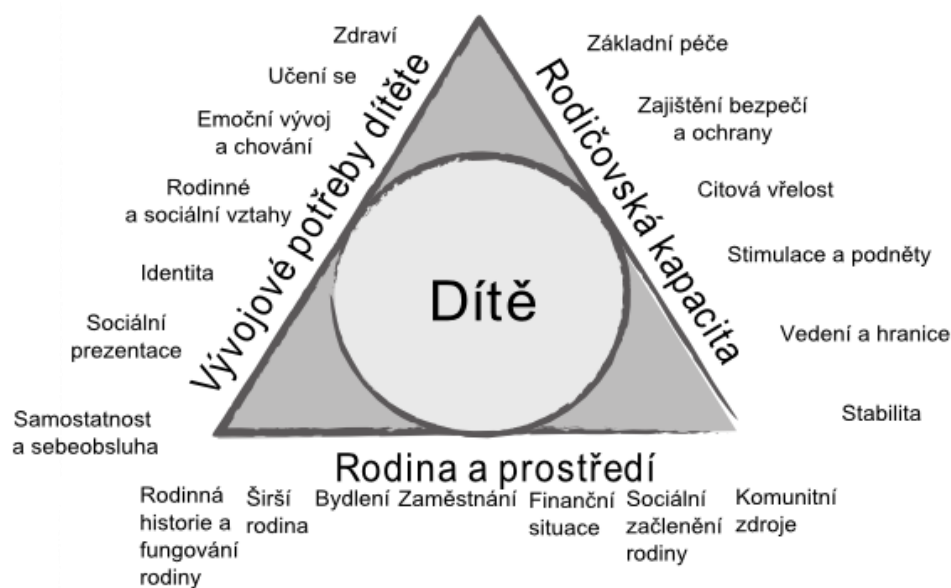 Zdraví
Učení se
Emoční vývoj
a chování
Rodinné
a sociální vztahy
Identita
Sociální
prezentace
Samostatnost
a sebeobsluha
Vývojové potřeby dítěte
Dítě
Rodičovská kapacita
Základní péče
Zajištění bezpečí
a ochrany
Citová vřelost
Stimulace a podněty
Vedení a hranice
Stabilita
Rodina a prostředí
Rodinná
historie a
fungování
rodiny
Širší
rodina
Bydlení
Zaměstnání
Finanční
situace
Sociální
začlenění
rodiny
Komunitní
zdroje